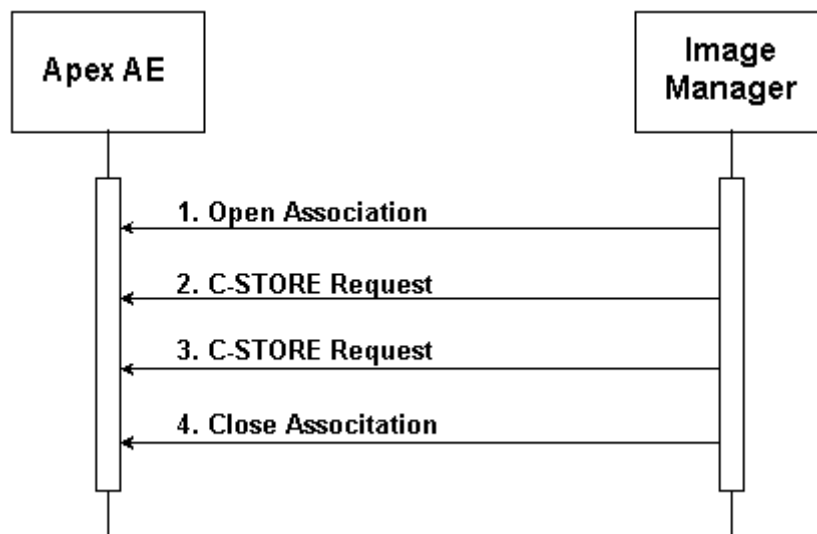 Apex AE
Image
Manager
1. Open Association
2. C-STORE Request
3. C-STORE Request
4. Close Associtation